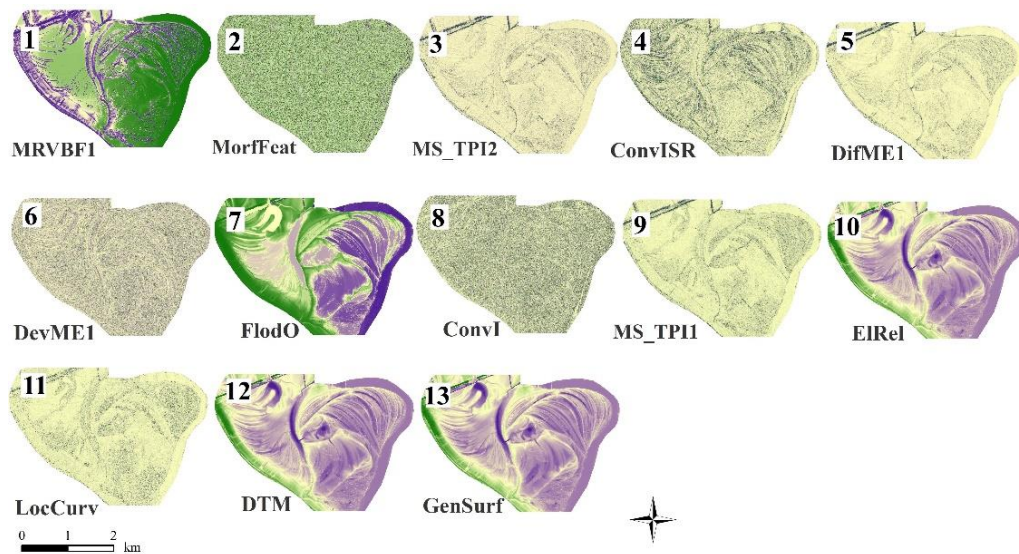 1 2 3 4 5
MRVBF1 MorfFeat MS_TPI2 ConvISR DifME1
6 7 8 9 10
DevME1 FlodO ConvI MS_TPI1 ElRel
11 12 13
LocCurv DTM GenSurf
0 1 2 km